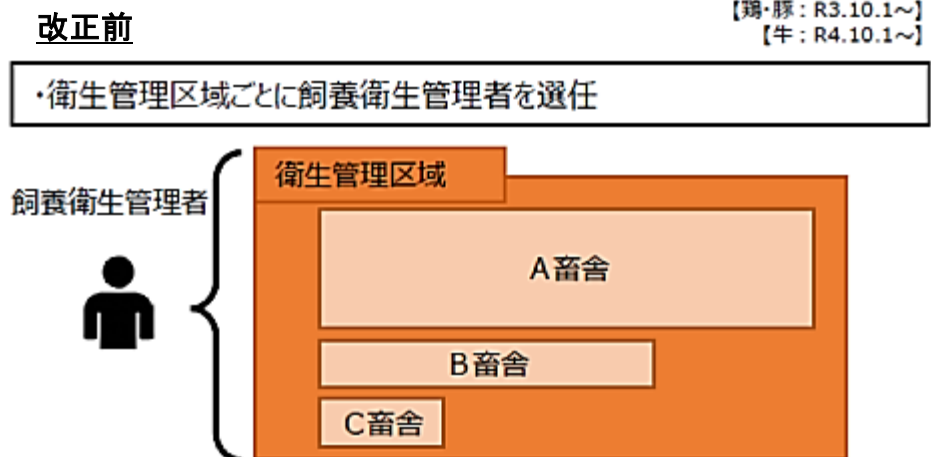 改正前
【鶏・豚：R3.10.1～】
【牛：R4.10.1～】
・衛生管理区域ごとに飼養衛生管理者を選任
飼養衛生管理者
衛生管理区域
A畜舎
B畜舎
C畜舎